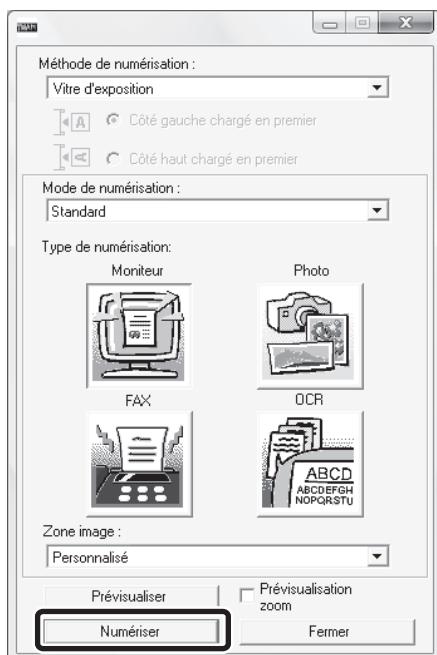 Méthode de numérisation :
Vitre d'exposition
A
Côté gauche chargé en premier
A
Côté haut chargé en premier
Mode de numérisation :
Standard
Type de numérisation:
Moniteur
Photo
FAX
OCR
ABCD
ABCDEFGH
NOPQRSTU
Zone image :
Personnalisé
Prévisualiser
Prévisualisation
zoom
Numériser
Fermer